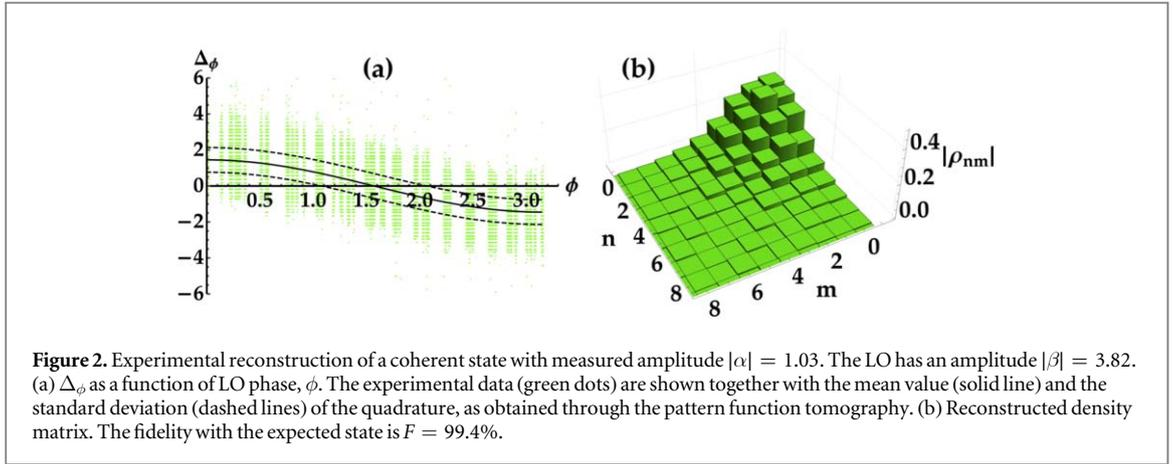 (a)
Δϕ
6
4
2
0
−2
−4
−6
0.5 1.0 1.5 2.0 2.5 3.0
ϕ
(b)
0.4
0.2
0.0
|ρnm|
0
2
n 4
6
8
8 6 4 2 0
m
Figure 2. Experimental reconstruction of a coherent state with measured amplitude |α| = 1.03. The LO has an amplitude |β| = 3.82.
(a) Δϕ as a function of LO phase, ϕ. The experimental data (green dots) are shown together with the mean value (solid line) and the
standard deviation (dashed lines) of the quadrature, as obtained through the pattern function tomography. (b) Reconstructed density
matrix. The fidelity with the expected state is F = 99.4%.